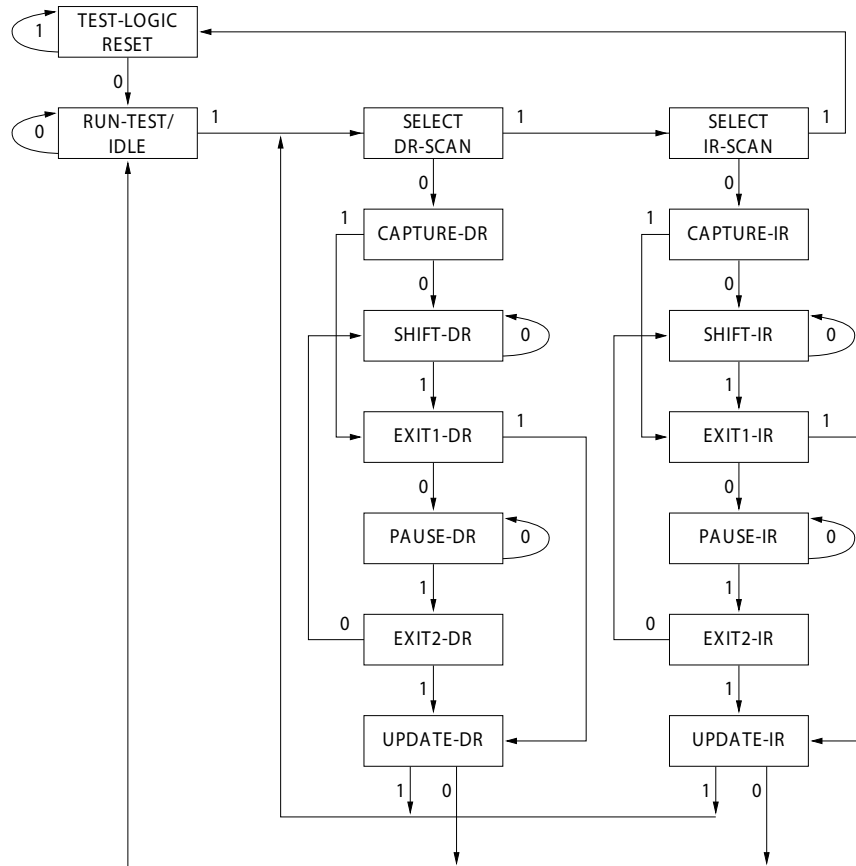 TEST-LOGIC
RESET
1
0
RUN-TEST/
IDLE
0
1
SELECT
DR-SCAN
1
SELECT
IR-SCAN
1
0
0
1
CAPTURE-DR
1
CAPTURE-IR
0
0
SHIFT-DR
0
SHIFT-IR
0
1
1
EXIT1-DR
1
EXIT1-IR
1
0
0
PAUSE-DR
0
PAUSE-IR
0
1
1
0
EXIT2-DR
0
EXIT2-IR
1
1
UPDATE-DR
UPDATE-IR
1
0
1
0